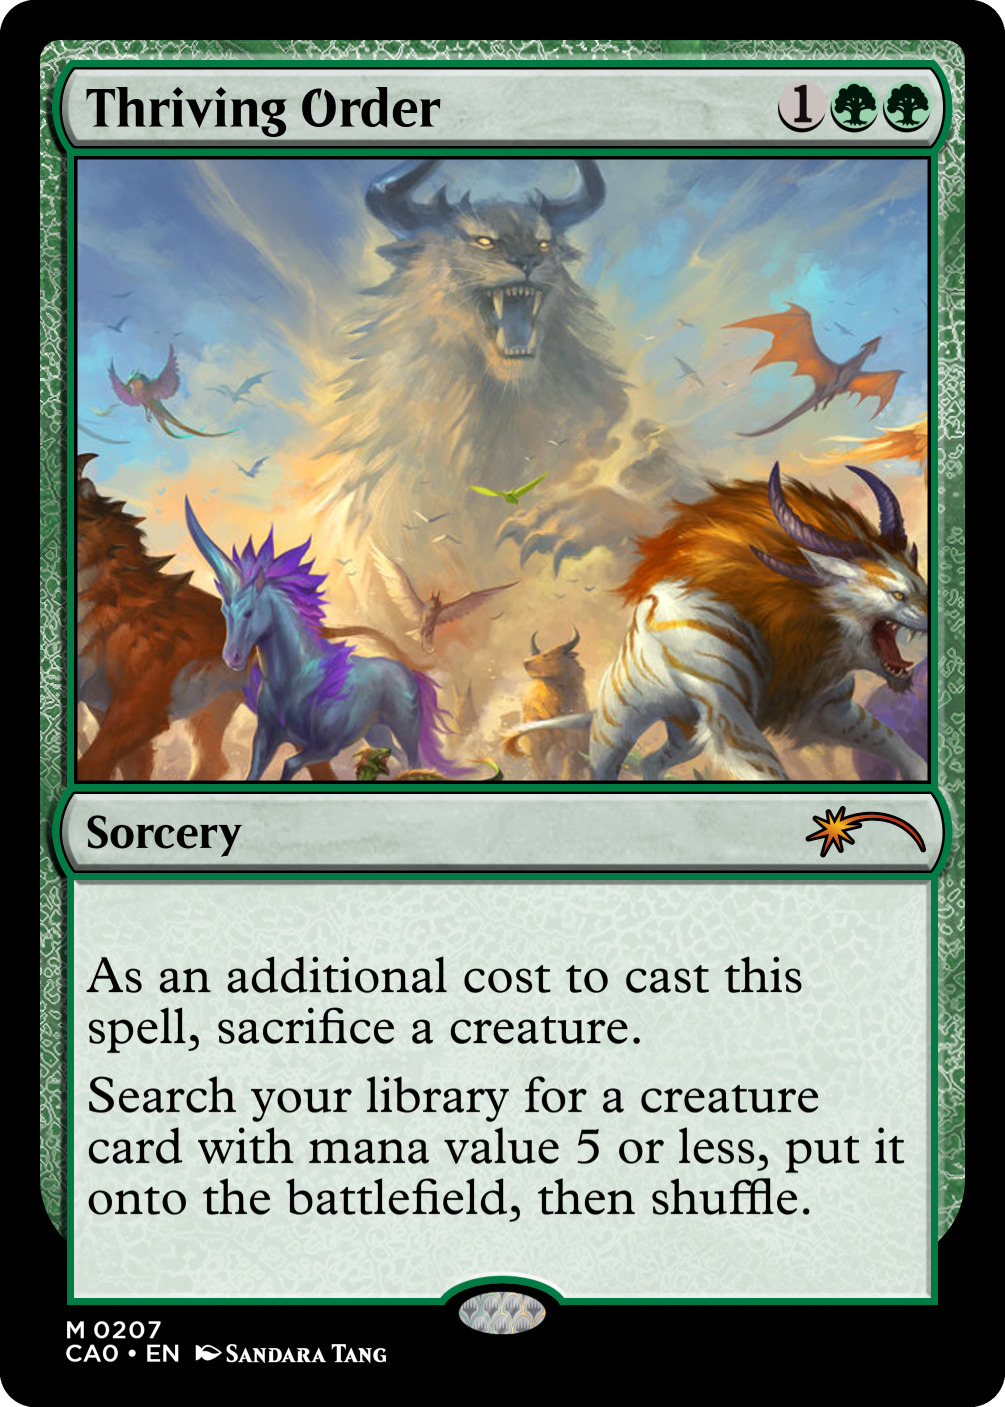 Thriving Order 1
Sorcery
As an additional cost to cast this
spell, sacrifice a creature.
Search your library for a creature
card with mana value 5 or less, put it
onto the battlefield, then shuffle.
M 0207
CAO • EN Sandara Tang